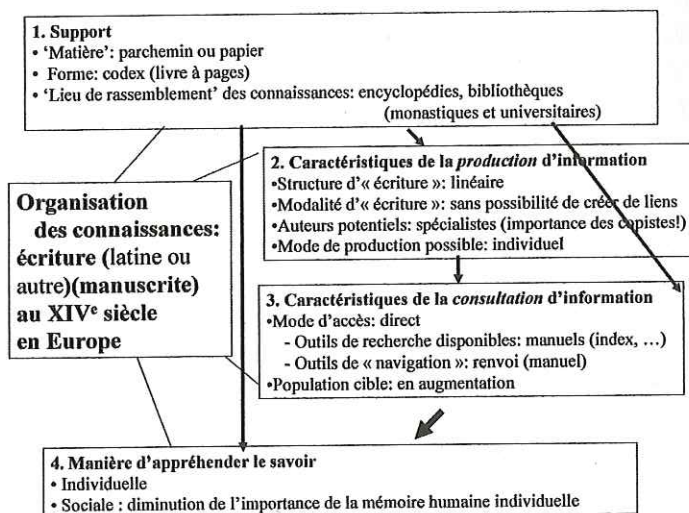 1. Support
• ‘Matière’: parchemin ou papier
• Forme: codex (livre à pages)
• ‘Lieu de rassemblement’ des connaissances: encyclopédies, bibliothèques
(monastiques et universitaires)
2. Caractéristiques de la production d’information
•Structure d’« écriture »: linéaire
•Modalité d’« écriture »: sans possibilité de créer de liens
•Auteurs potentiels: spécialistes (importance des copistes!)
•Mode de production possible: individuel
Organisation
des connaissances:
écriture (latine ou
autre)(manuscrite)
au XIVe siècle
en Europe
3. Caractéristiques de la consultation d’information
•Mode d’accès: direct
- Outils de recherche disponibles: manuels (index, …)
- Outils de « navigation »: renvoi (manuel)
•Population cible: en augmentation
4. Manière d’appréhender le savoir
• Individuelle
• Sociale : diminution de l’importance de la mémoire humaine individuelle